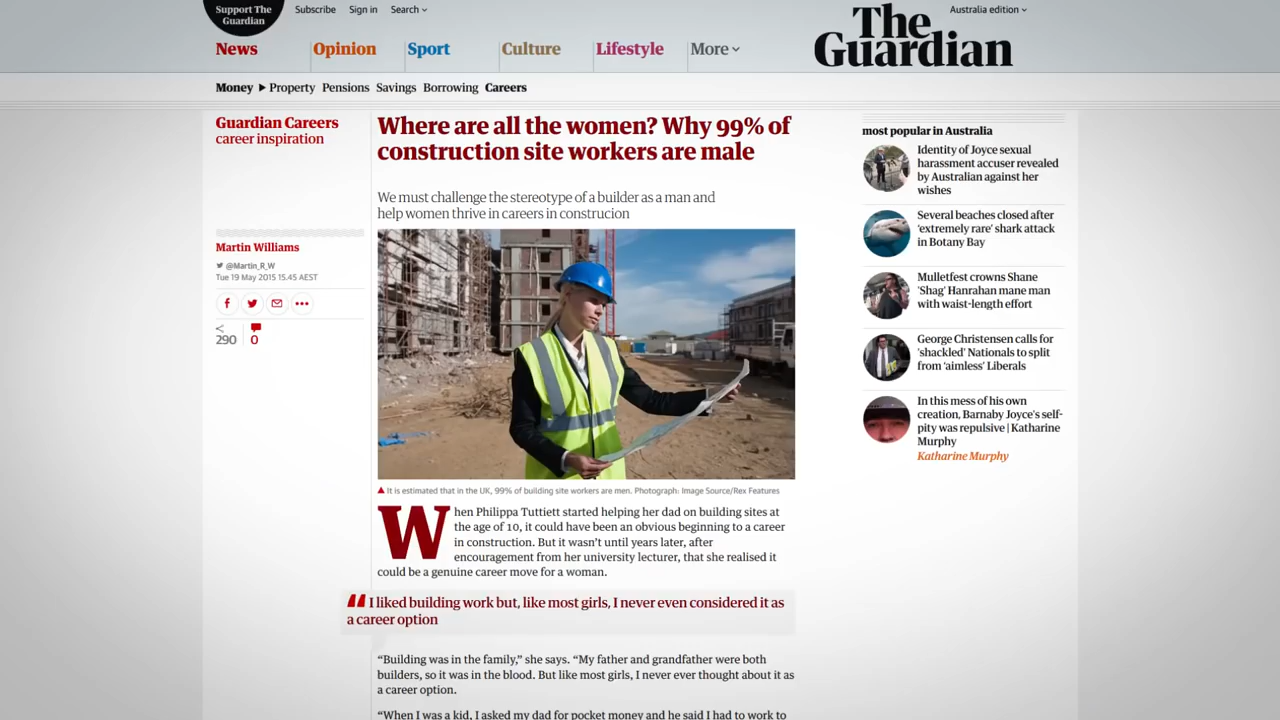 Support The
Guardian
Subscribe
Sign in
Search
Australia edition
The
Guardian
News
Opinion
Sport
Culture
Lifestyle
More
Money
Property
Pensions
Savings
Borrowing
Careers
Guardian Careers
career inspiration
Martin Williams
@Martin_R_W
Tue 19 May 2015 15.45 AEST
290
0
Where are all the women? Why 99% of
construction site workers are male
We must challenge the stereotype of a builder as a man and
help women thrive in careers in construcion
It is estimated that in the UK, 99% of building site workers are men. Photograph: Image Source/Rex Features
When Philippa Tuttiett started helping her dad on building sites at
the age of 10, it could have been an obvious beginning to a career
in construction. But it wasn’t until years later, after
encouragement from her university lecturer, that she realised it
could be a genuine career move for a woman.
I liked building work but, like most girls, I never even considered it as
a career option
“Building was in the family,” she says. “My father and grandfather were both
builders, so it was in the blood. But like most girls, I never ever thought about it as
a career option.
“When I was a kid, I asked my dad for pocket money and he said I had to work to
most popular in Australia
Identity of Joyce sexual
harassment accuser revealed
by Australian against her
wishes
Several beaches closed after
‘extremely rare’ shark attack
in Botany Bay
Mulletfest crowns Shane
'Shag' Hanrahan mane man
with waist-length effort
George Christensen calls for
'shackled' Nationals to split
from ‘aimless’ Liberals
In this mess of his own
creation, Barnaby Joyce's self-
pity was repulsive | Katharine
Murphy
Katharine Murphy